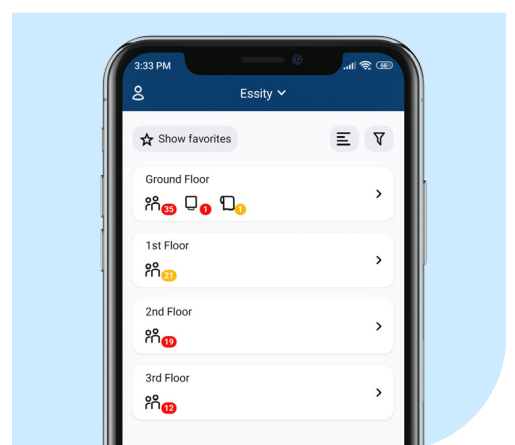 3:33 PM
66
Essity
Show favorites
Ground Floor
35 1 1
1st Floor
21
2nd Floor
19
3rd Floor
12